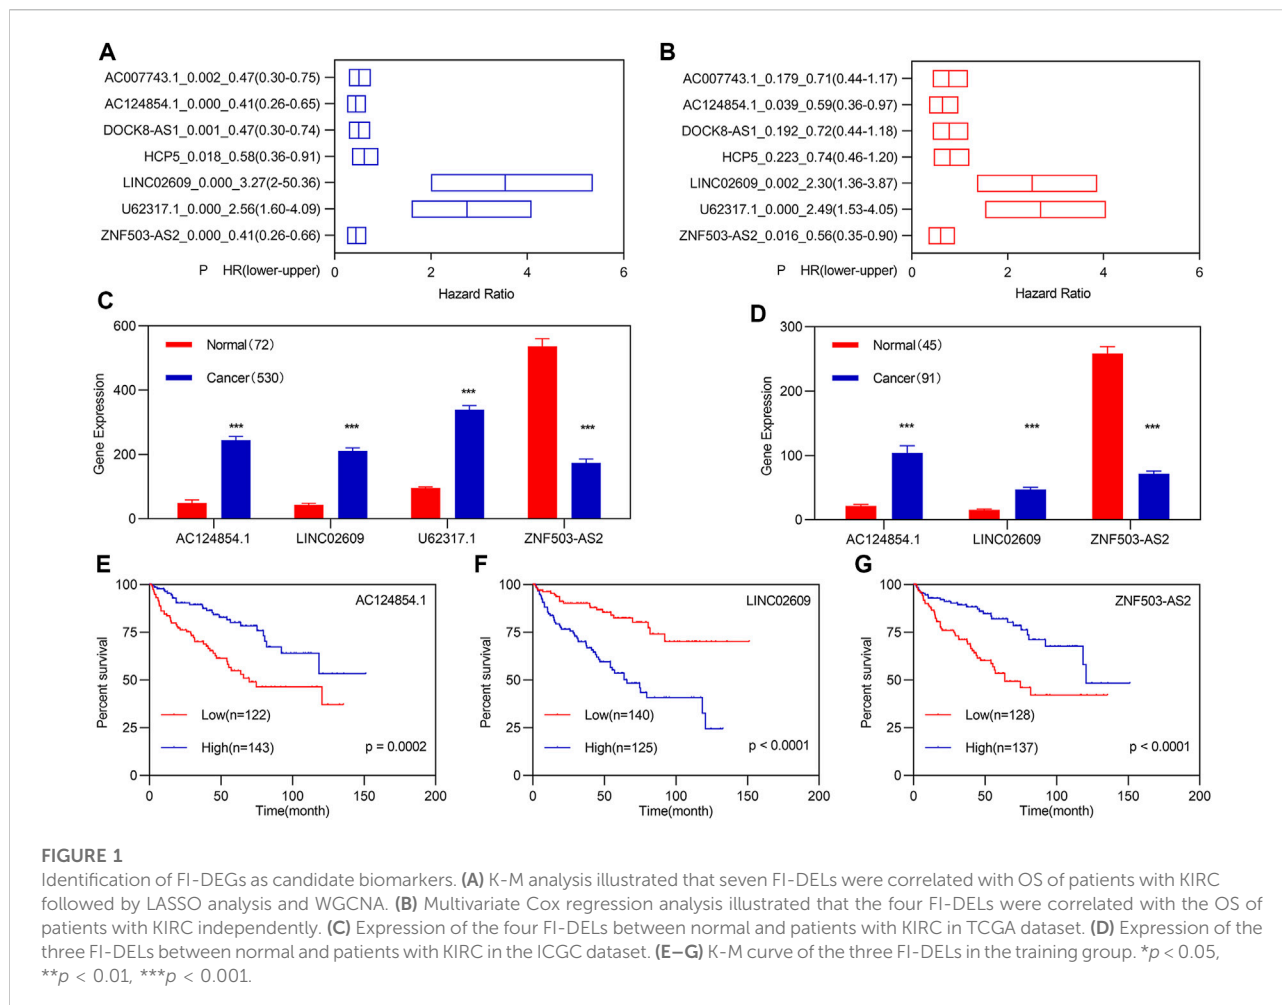 A
AC007743.1_0.002_0.47(0.30-0.75)
AC124854.1_0.000_0.41(0.26-0.65)
DOCK8-AS1_0.001_0.47(0.30-0.74)
HCP5_0.018_0.58(0.36-0.91)
LINC02609_0.000_3.27(2-50.36)
U62317.1_0.000_2.56(1.60-4.09)
ZNF503-AS2_0.000_0.41(0.26-0.66)
P HR(lower-upper)
0 2 4 6
Hazard Ratio
B
AC007743.1_0.179_0.71(0.44-1.17)
AC124854.1_0.039_0.59(0.36-0.97)
DOCK8-AS1_0.192_0.72(0.44-1.18)
HCP5_0.223_0.74(0.46-1.20)
LINC02609_0.002_2.30(1.36-3.87)
U62317.1_0.000_2.49(1.53-4.05)
ZNF503-AS2_0.016_0.56(0.35-0.90)
P HR(lower-upper)
0 2 4 6
Hazard Ratio
C
Gene Expression
600
400
200
0
Normal(72)
Cancer(530)
*** *** *** ***
AC124854.1 LINC02609 U62317.1 ZNF503-AS2
D
Gene Expression
300
200
100
0
Normal(45)
Cancer(91)
*** *** ***
AC124854.1 LINC02609 ZNF503-AS2
E
Percent survival
100
75
50
25
0
AC124854.1
Low(n=122)
High(n=143)
p = 0.0002
0 50 100 150 200
Time(month)
F
Percent survival
100
75
50
25
0
LINC02609
Low(n=140)
High(n=125)
p < 0.0001
0 50 100 150 200
Time(month)
G
Percent survival
100
75
50
25
0
ZNF503-AS2
Low(n=128)
High(n=137)
p < 0.0001
0 50 100 150 200
Time(month)
FIGURE 1
Identification of FI-DEGs as candidate biomarkers. (A) K-M analysis illustrated that seven FI-DELs were correlated with OS of patients with KIRC
followed by LASSO analysis and WGCNA. (B) Multivariate Cox regression analysis illustrated that the four FI-DELs were correlated with the OS of
patients with KIRC independently. (C) Expression of the four FI-DELs between normal and patients with KIRC in TCGA dataset. (D) Expression of the
three FI-DELs between normal and patients with KIRC in the ICGC dataset. (E–G) K-M curve of the three FI-DELs in the training group. *p < 0.05,
**p < 0.01, ***p < 0.001.